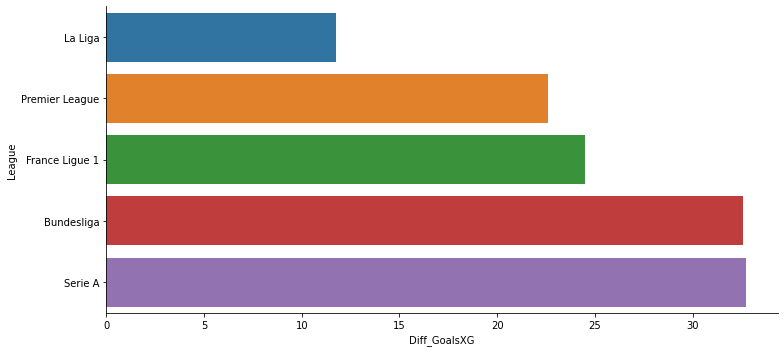 La Liga
Premier League
France Ligue 1
Bundesliga
Serie A
League
0 5 10 15 20 25 30
Diff_GoalsXG